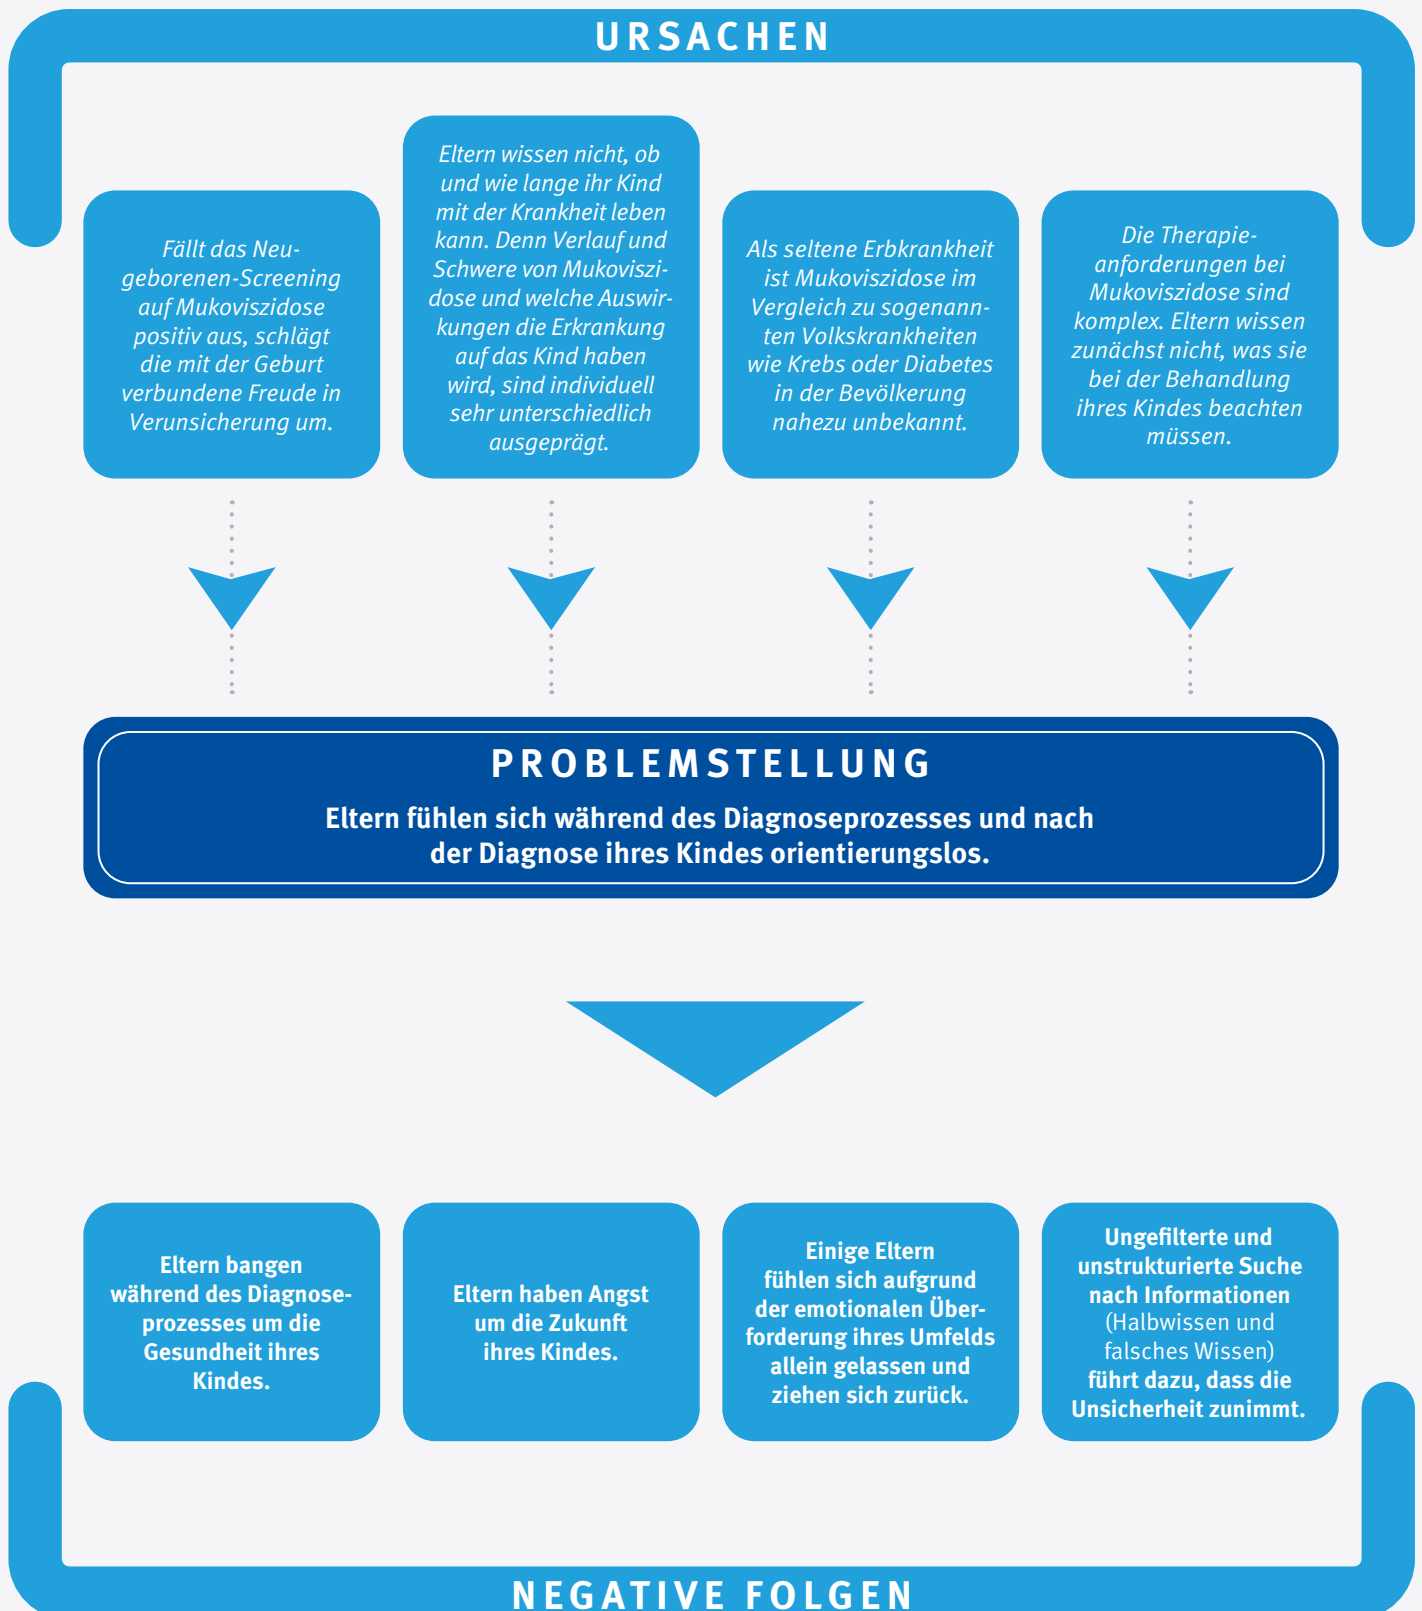 URSACHEN
Fällt das Neu-
geborenen-Screening
auf Mukoviszidose
positiv aus, schlägt
die mit der Geburt
verbundene Freude in
Verunsicherung um.
Eltern wissen nicht, ob
und wie lange ihr Kind
mit der Krankheit leben
kann. Denn Verlauf und
Schwere von Mukoviszi-
dose und welche Auswir-
kungen die Erkrankung
auf das Kind haben
wird, sind individuell
sehr unterschiedlich
ausgeprägt.
Als seltene Erbkrankheit
ist Mukoviszidose im
Vergleich zu sogenann-
ten Volkskrankheiten
wie Krebs oder Diabetes
in der Bevölkerung
nahezu unbekannt.
Die Therapie-
anforderungen bei
Mukoviszidose sind
komplex. Eltern wissen
zunächst nicht, was sie
bei der Behandlung
ihres Kindes beachten
müssen.
PROBLEMSTELLUNG
Eltern fühlen sich während des Diagnoseprozesses und nach
der Diagnose ihres Kindes orientierungslos.
Eltern bangen
während des Diagnose-
prozesses um die
Gesundheit ihres
Kindes.
Eltern haben Angst
um die Zukunft
ihres Kindes.
Einige Eltern
fühlen sich aufgrund
der emotionalen Über-
forderung ihres Umfelds
allein gelassen und
ziehen sich zurück.
Ungefilterte und
unstrukturierte Suche
nach Informationen
(Halbwissen und
falsches Wissen)
führt dazu, dass die
Unsicherheit zunimmt.
NEGATIVE FOLGEN